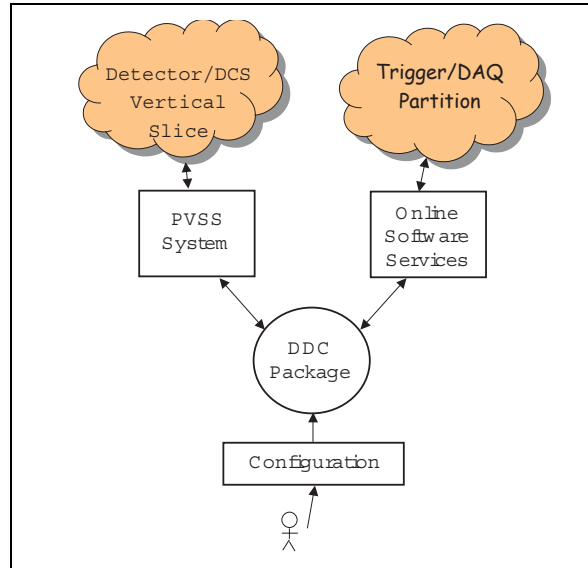 Detector/DCS
Vertical
Slice
Trigger/DAQ
Partition
PVSS
System
Online
Software
Services
DDC
Package
Configuration